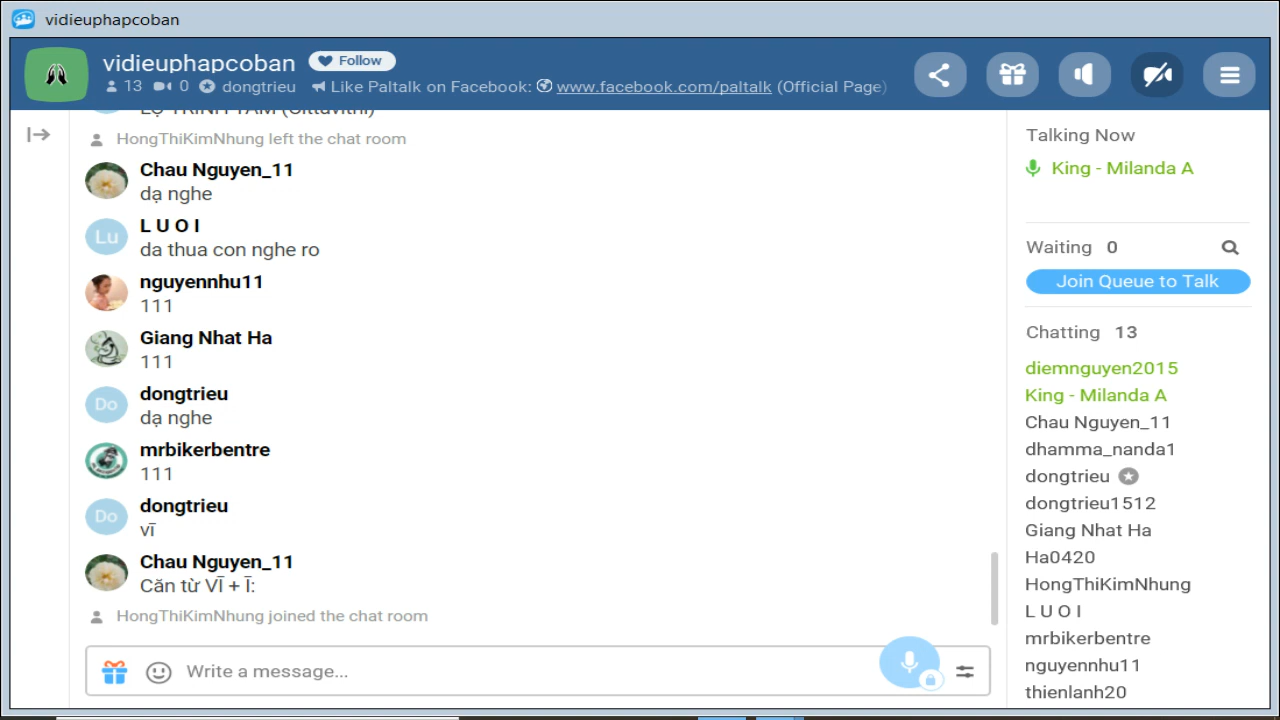 vidieuphapcoban
vidieuphapcoban Follow
13 0 dongtrieu Like Paltalk on Facebook: www.facebook.com/paltalk (Official Page)
HongThiKimNhung left the chat room
Chau Nguyen_11
dạ nghe
Lu
L U O I
da thua con nghe ro
nguyennhu11
111
Giang Nhat Ha
111
Do
dongtrieu
dạ nghe
mrbikerbentre
111
Do
dongtrieu
vī
Chau Nguyen_11
Căn từ VĪ + Ī:
HongThiKimNhung joined the chat room
Write a message...
Talking Now
King - Milanda A
Waiting 0
Join Queue to Talk
Chatting 13
diemnguyen2015
King - Milanda A
Chau Nguyen_11
dhamma_nanda1
dongtrieu
dongtrieu1512
Giang Nhat Ha
Ha0420
HongThiKimNhung
L U O I
mrbikerbentre
nguyennhu11
thienlanh20